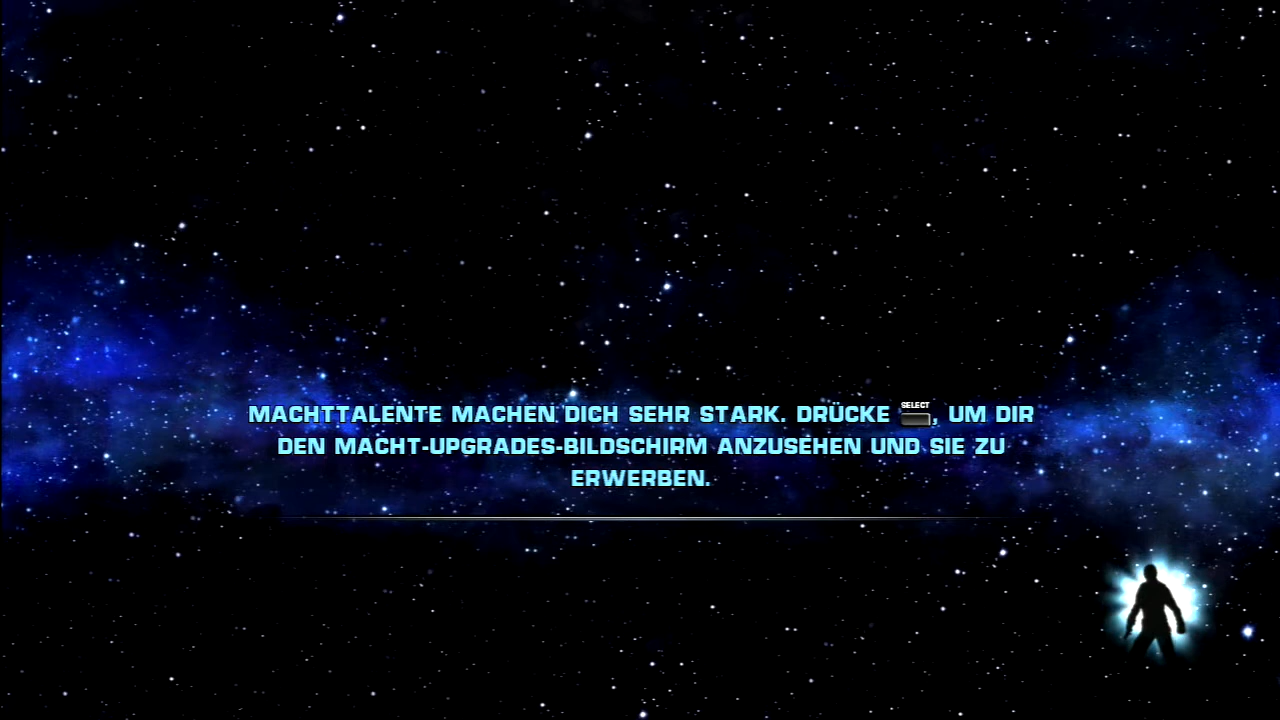 MACHTTALENTE MACHEN DICH SEHR STARK. DRÜCKE SELECT, UM DIR
DEN MACHT-UPGRADES-BILDSCHIRM ANZUSEHEN UND SIE ZU
ERWERBEN.